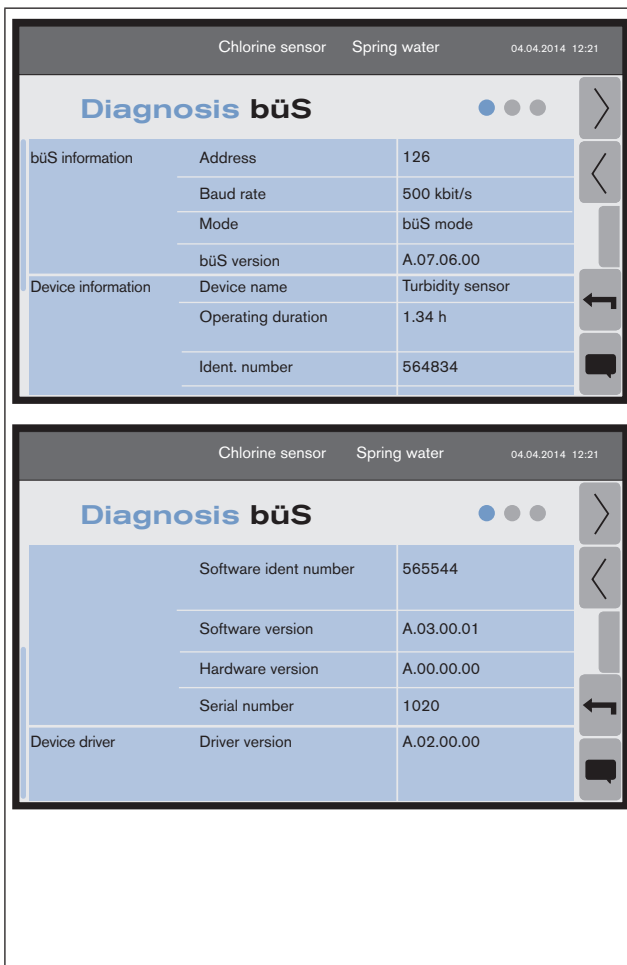 Chlorine sensor Spring water 04.04.2014 12:21
Diagnosis büS
büS information Address 126
Baud rate 500 kbit/s
Mode büS mode
büS version A.07.06.00
Device information Device name Turbidity sensor
Operating duration 1.34 h
Ident. number 564834
Chlorine sensor Spring water 04.04.2014 12:21
Diagnosis büS
Software ident number 565544
Software version A.03.00.01
Hardware version A.00.00.00
Serial number 1020
Device driver Driver version A.02.00.00